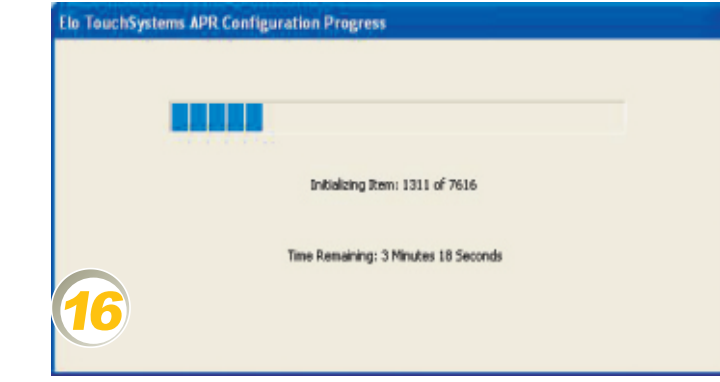 Elo TouchSystems APR Configuration Progress
Initializing Item: 1311 of 7616
Time Remaining: 3 Minutes 18 Seconds
16